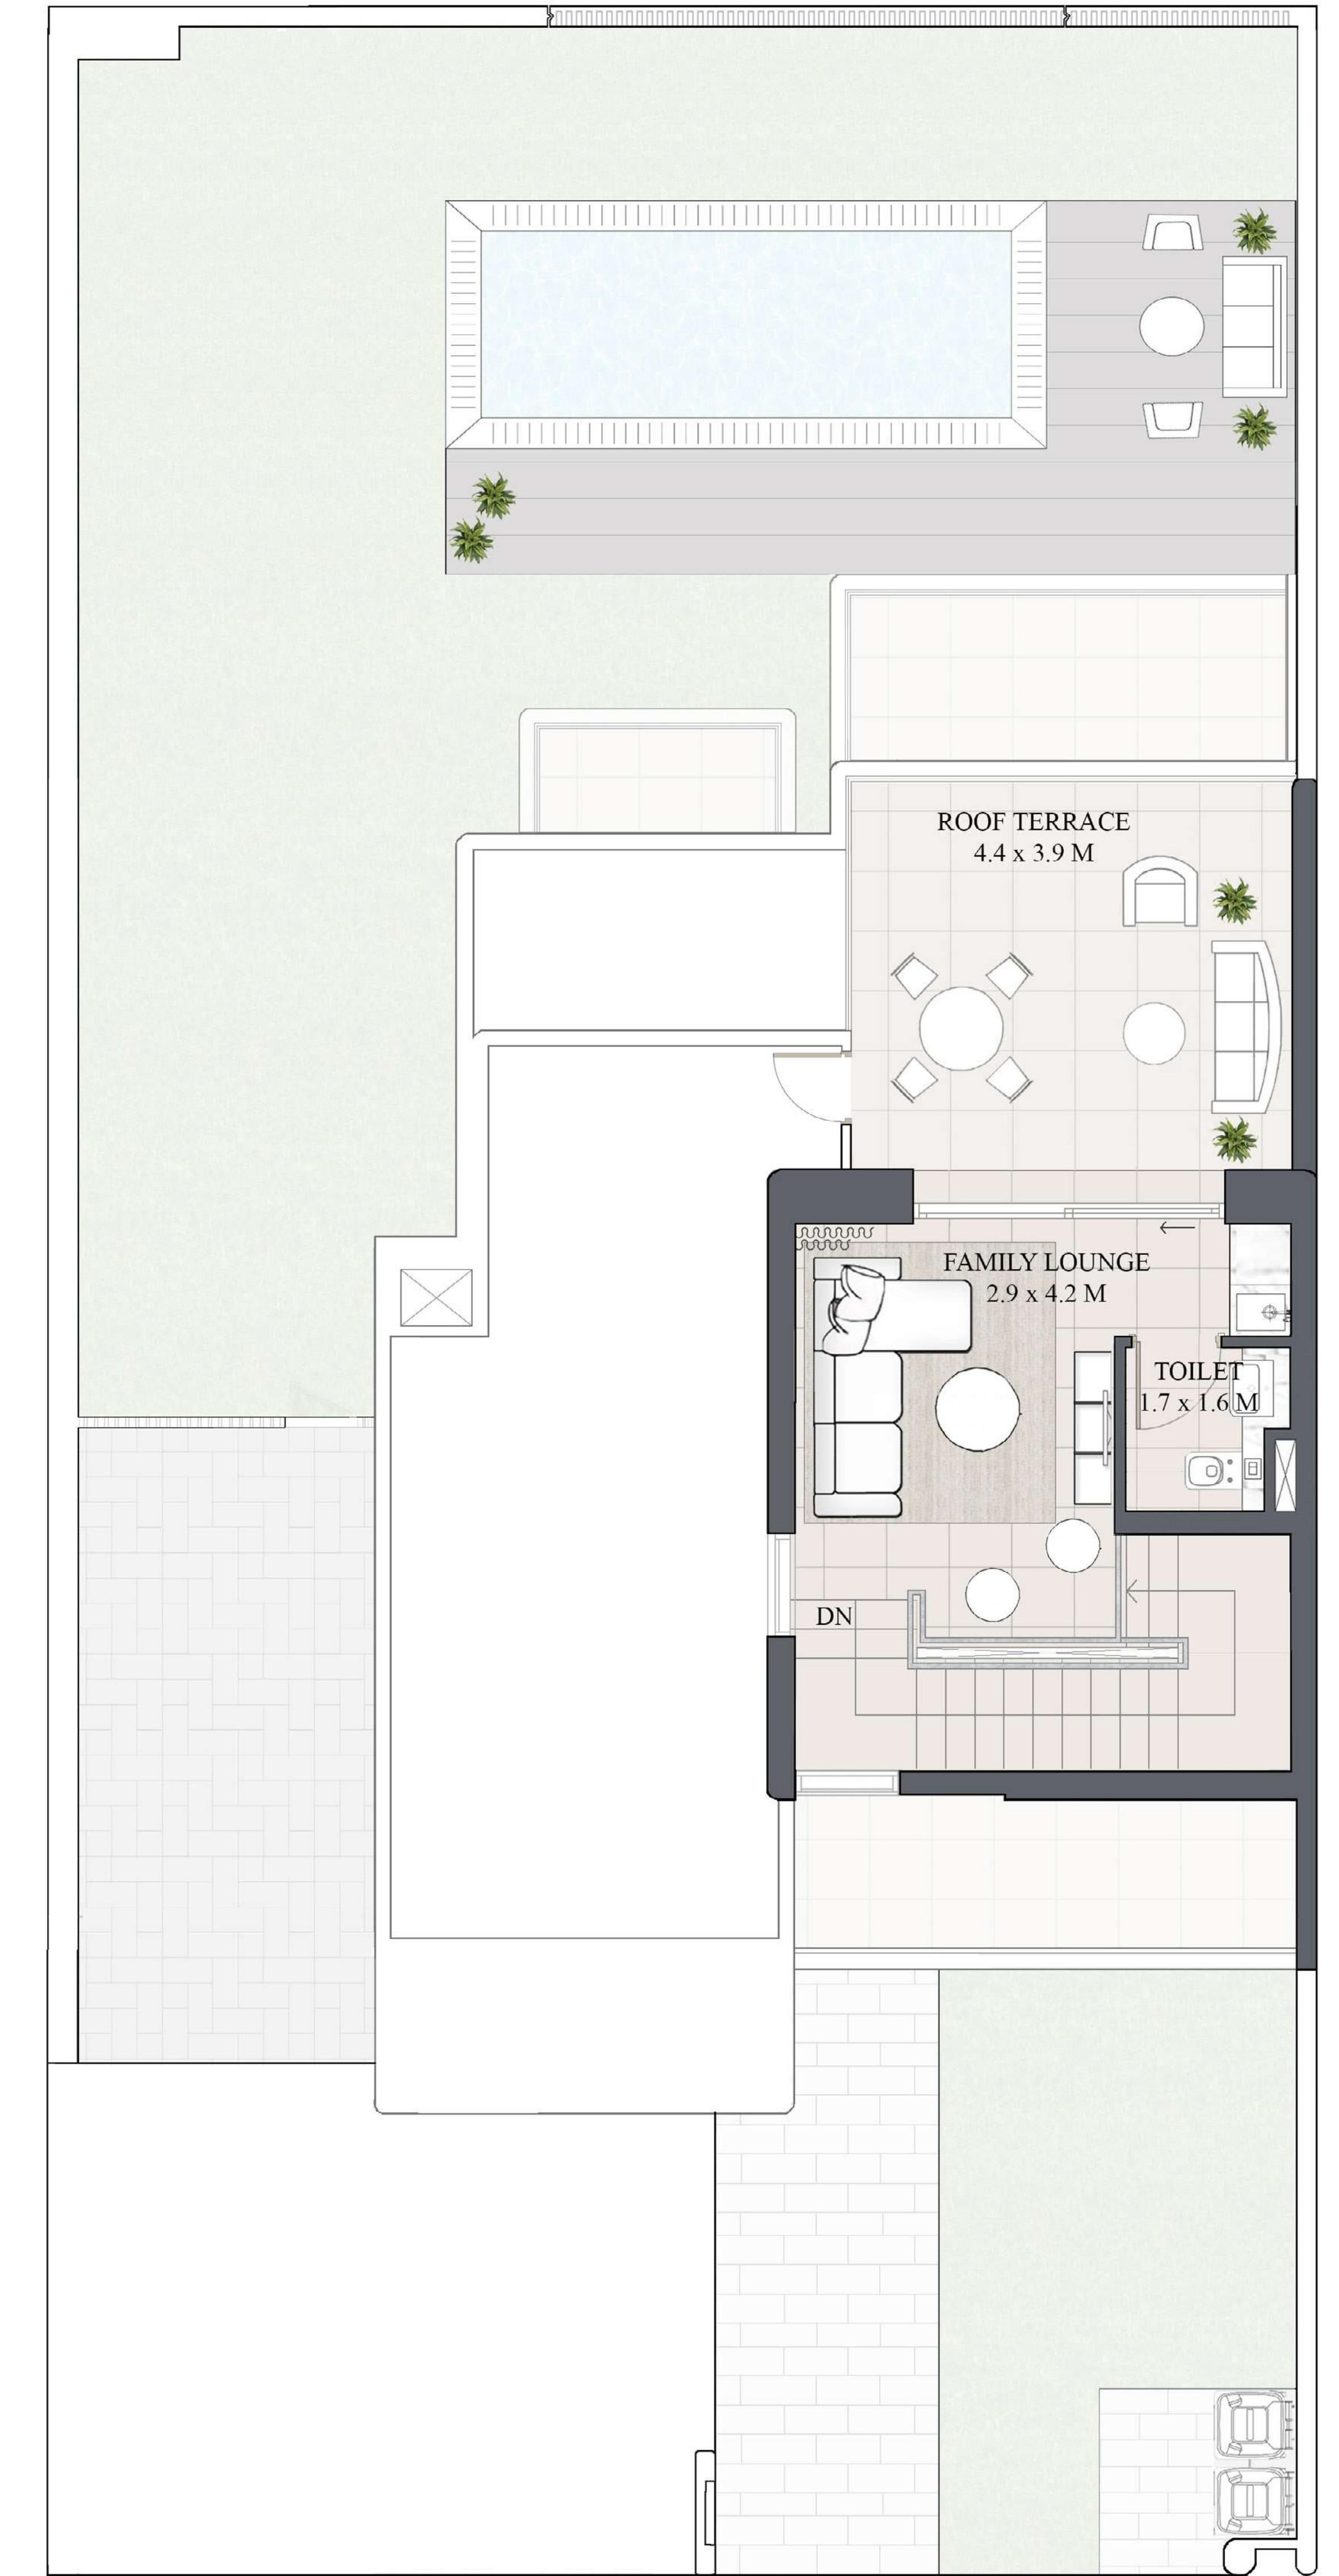 ROOF TERRACE
4.4 x 3.9 M
FAMILY LOUNGE
2.9 x 4.2 M
TOILET
1.7 x 1.6 M
DN